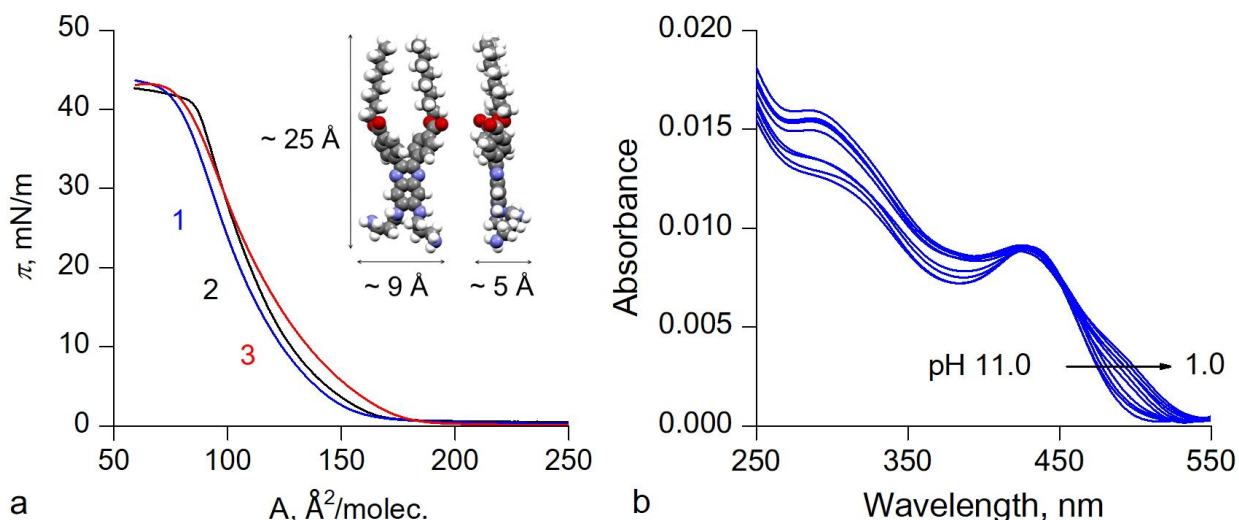 50
40
30
20
10
0
π, mN/m
50
100
150
200
250
A, Å²/molec.
1
2
3
~ 25 Å
~ 9 Å
~ 5 Å
a
0.020
0.015
0.010
0.005
0.000
Absorbance
pH 11.0
1.0
250
350
450
550
Wavelength, nm
b